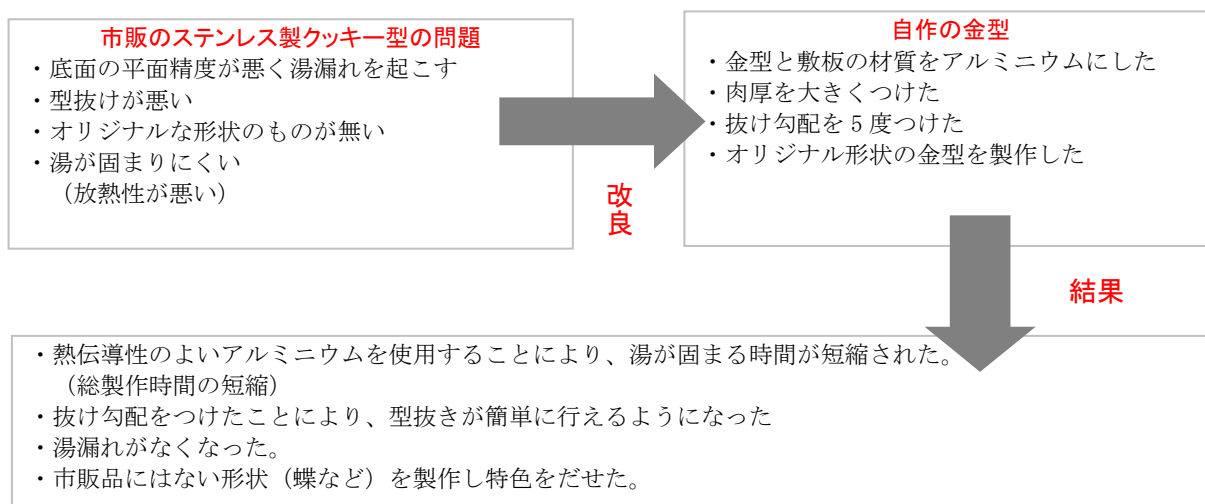 市販のステンレス製クッキー型の問題
・底面の平面精度が悪く湯漏れを起こす
・型抜けが悪い
・オリジナルな形状のものが無い
・湯が固まりにくい
（放熱性が悪い）
改良
自作の金型
・金型と敷板の材質をアルミニウムにした
・肉厚を大きくつけた
・抜け勾配を５度つけた
・オリジナル形状の金型を製作した
結果
・熱伝導性のよいアルミニウムを使用することにより、湯が固まる時間が短縮された。
（総製作時間の短縮）
・抜け勾配をつけたことにより、型抜きが簡単に行えるようになった
・湯漏れがなくなった。
・市販品にはない形状（蝶など）を製作し特色をだせた。